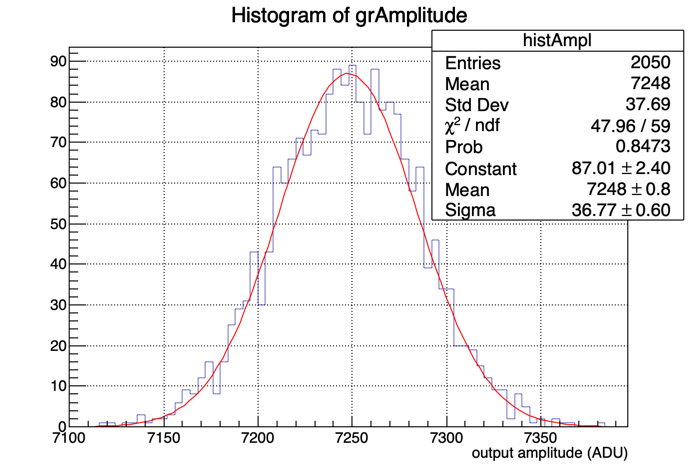 Histogram of grAmplitude
histAmpl
Entries 2050
Mean 7248
Std Dev 37.69
χ² / ndf 47.96 / 59
Prob 0.8473
Constant 87.01 ± 2.40
Mean 7248 ± 0.8
Sigma 36.77 ± 0.60
90
80
70
60
50
40
30
20
10
0
7100 7150 7200 7250 7300 7350
output amplitude (ADU)